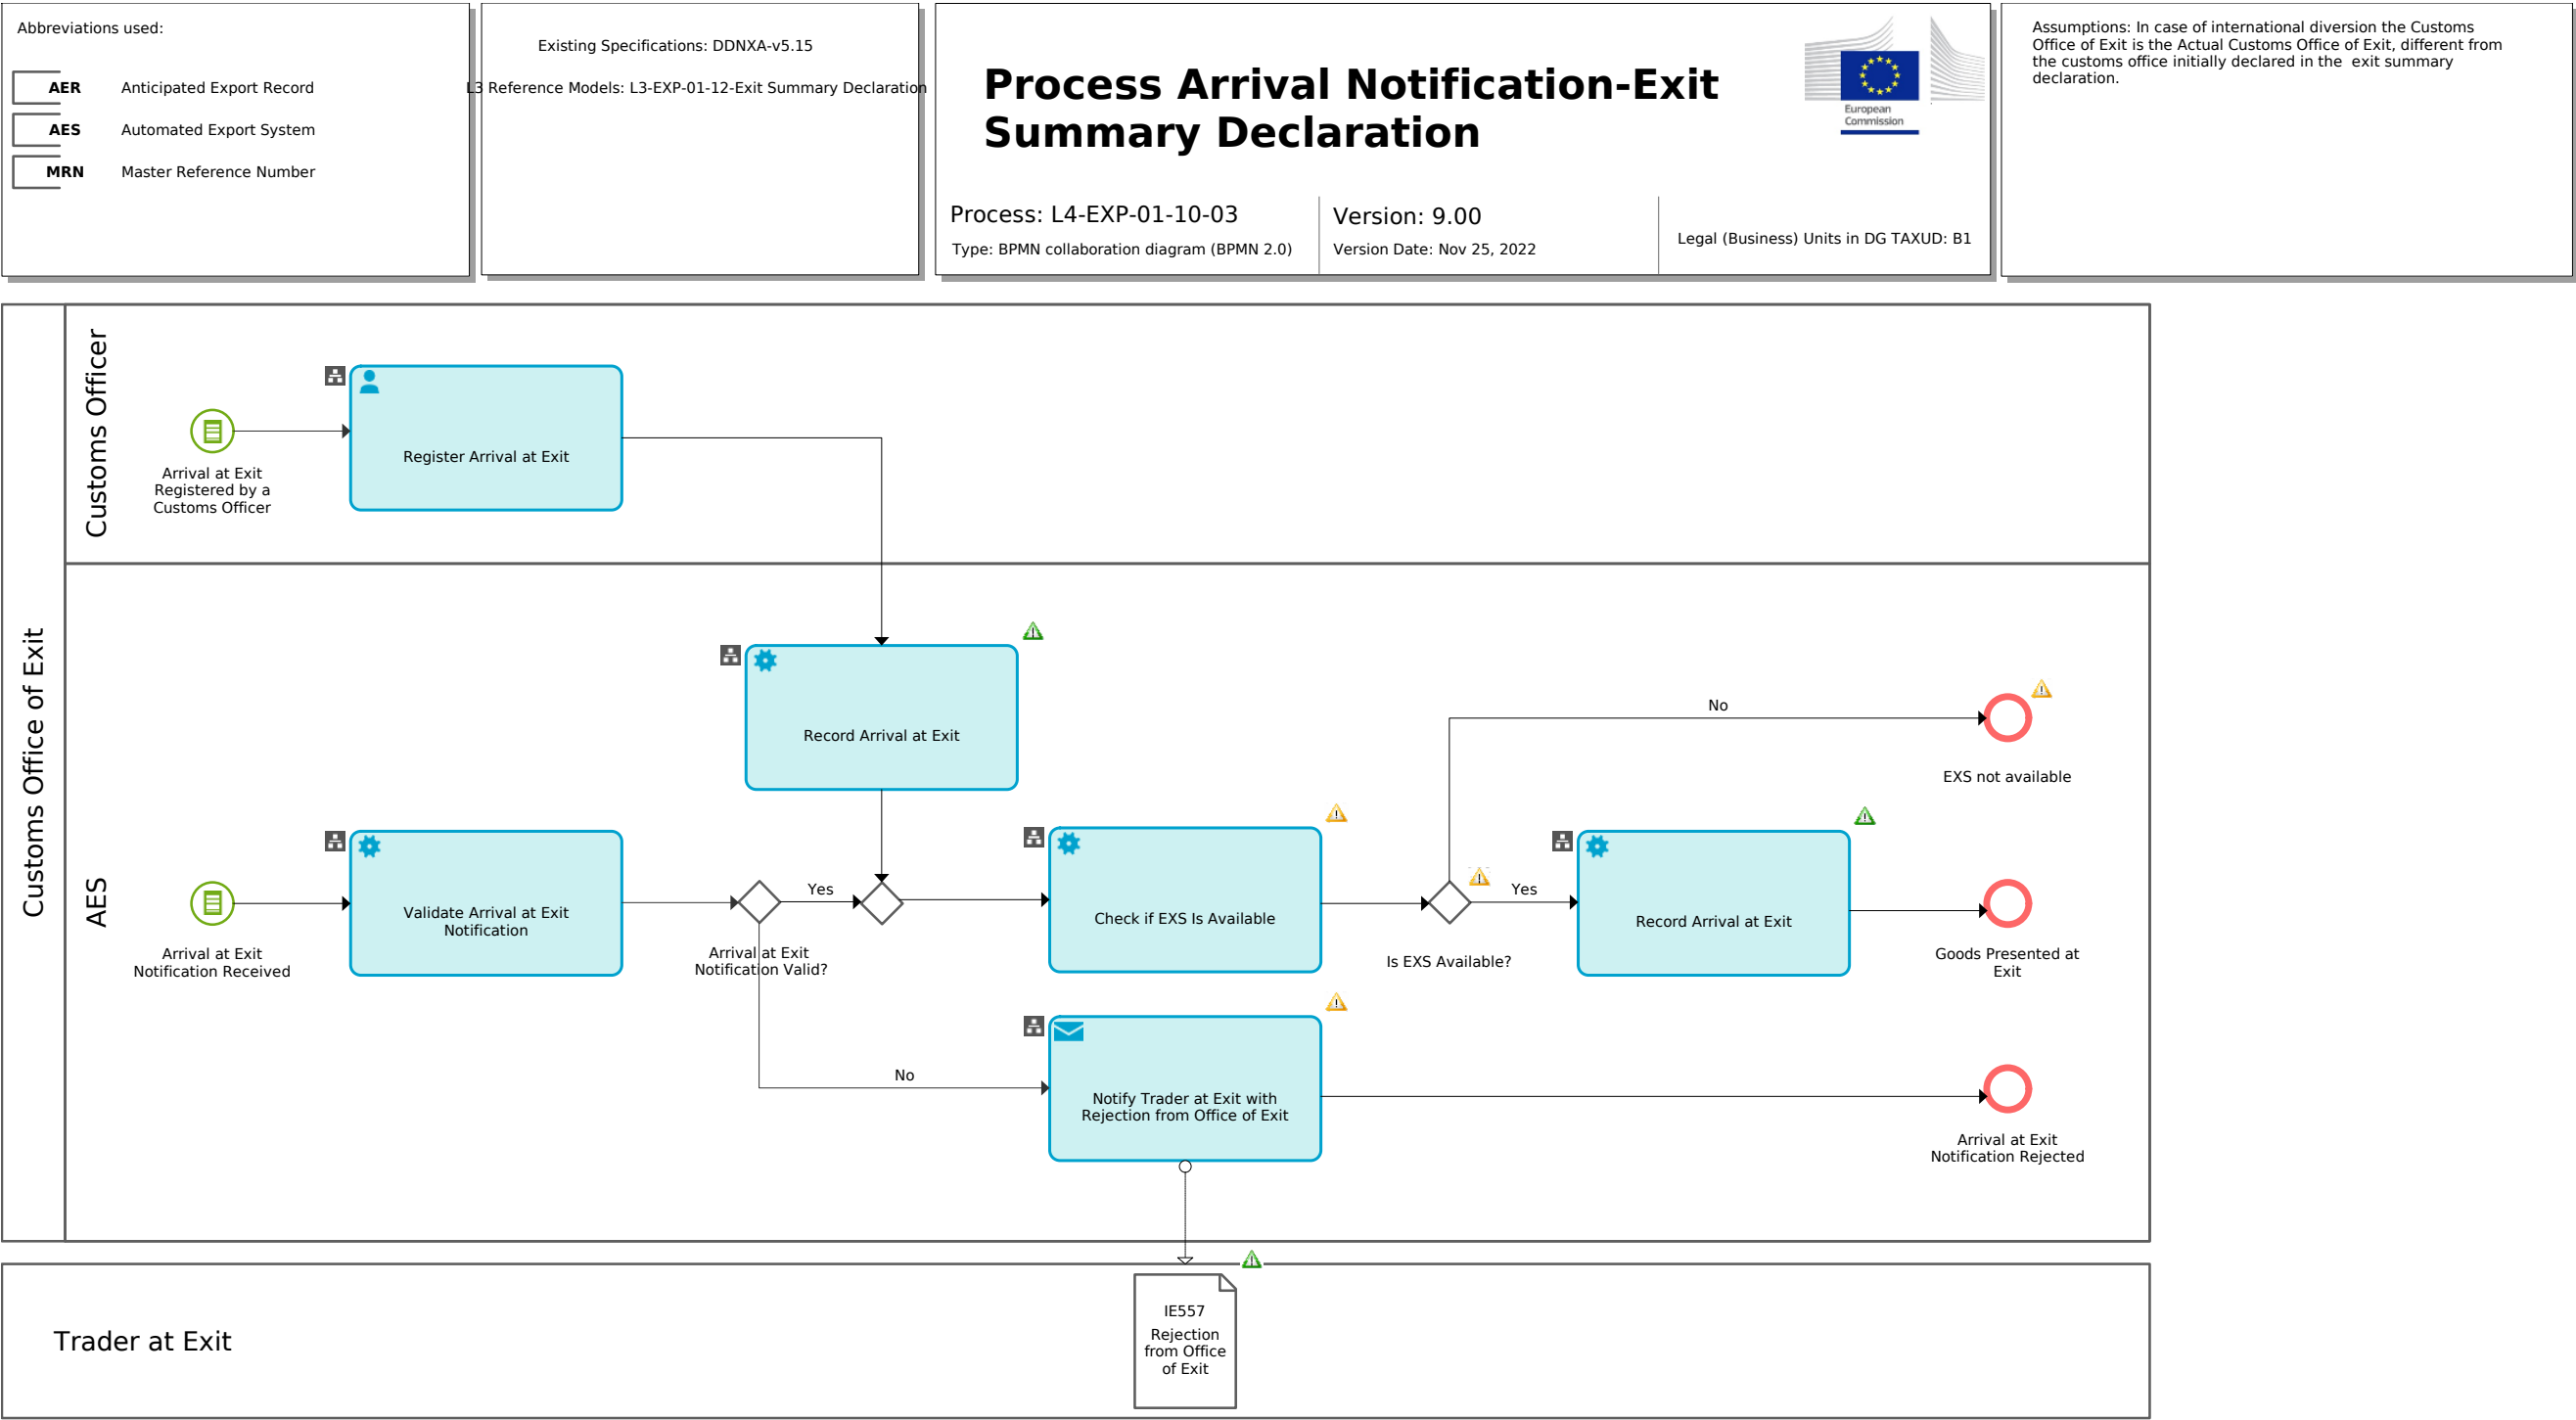 Abbreviations used:
AER Anticipated Export Record
AES Automated Export System
MRN Master Reference Number
Existing Specifications: DDNXA-v5.15
L3 Reference Models: L3-EXP-01-12-Exit Summary Declaration
Process Arrival Notification-Exit
Summary Declaration
European
Commission
Process: L4-EXP-01-10-03
Type: BPMN collaboration diagram (BPMN 2.0)
Version: 9.00
Version Date: Nov 25, 2022
Legal (Business) Units in DG TAXUD: B1
Assumptions: In case of international diversion the Customs
Office of Exit is the Actual Customs Office of Exit, different from
the customs office initially declared in the exit summary
declaration.
Customs Office of Exit
Customs Officer
Arrival at Exit
Registered by a
Customs Officer
Register Arrival at Exit
AES
Record Arrival at Exit
Arrival at Exit
Notification Received
Validate Arrival at Exit
Notification
Arrival at Exit
Notification Valid?
Yes
No
Check if EXS Is Available
Is EXS Available?
No
Yes
EXS not available
Record Arrival at Exit
Goods Presented at
Exit
Notify Trader at Exit with
Rejection from Office of Exit
Arrival at Exit
Notification Rejected
Trader at Exit
IE557
Rejection
from Office
of Exit